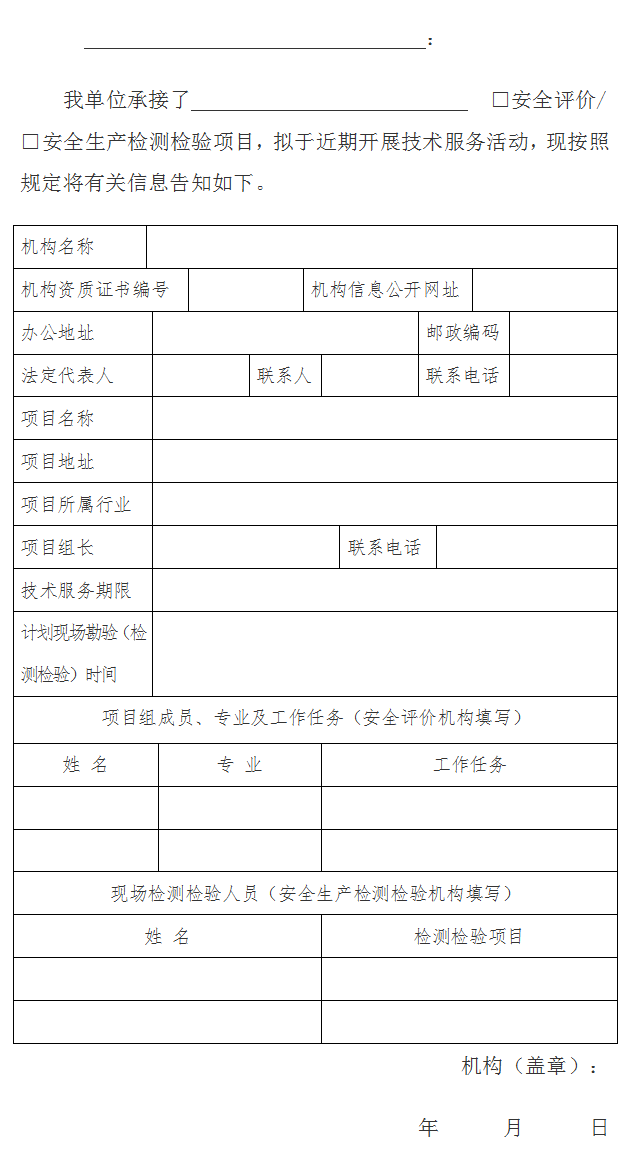 ：
我单位承接了 □安全评价/
□安全生产检测检验项目，拟于近期开展技术服务活动，现按照
规定将有关信息告知如下。
机构名称
机构资质证书编号 机构信息公开网址
办公地址 邮政编码
法定代表人 联系人 联系电话
项目名称
项目地址
项目所属行业
项目组长 联系电话
技术服务期限
计划现场勘验（检
测检验）时间
项目组成员、专业及工作任务（安全评价机构填写）
姓 名 专 业 工作任务
现场检测检验人员（安全生产检测检验机构填写）
姓 名 检测检验项目
机构（盖章）：
年 月 日